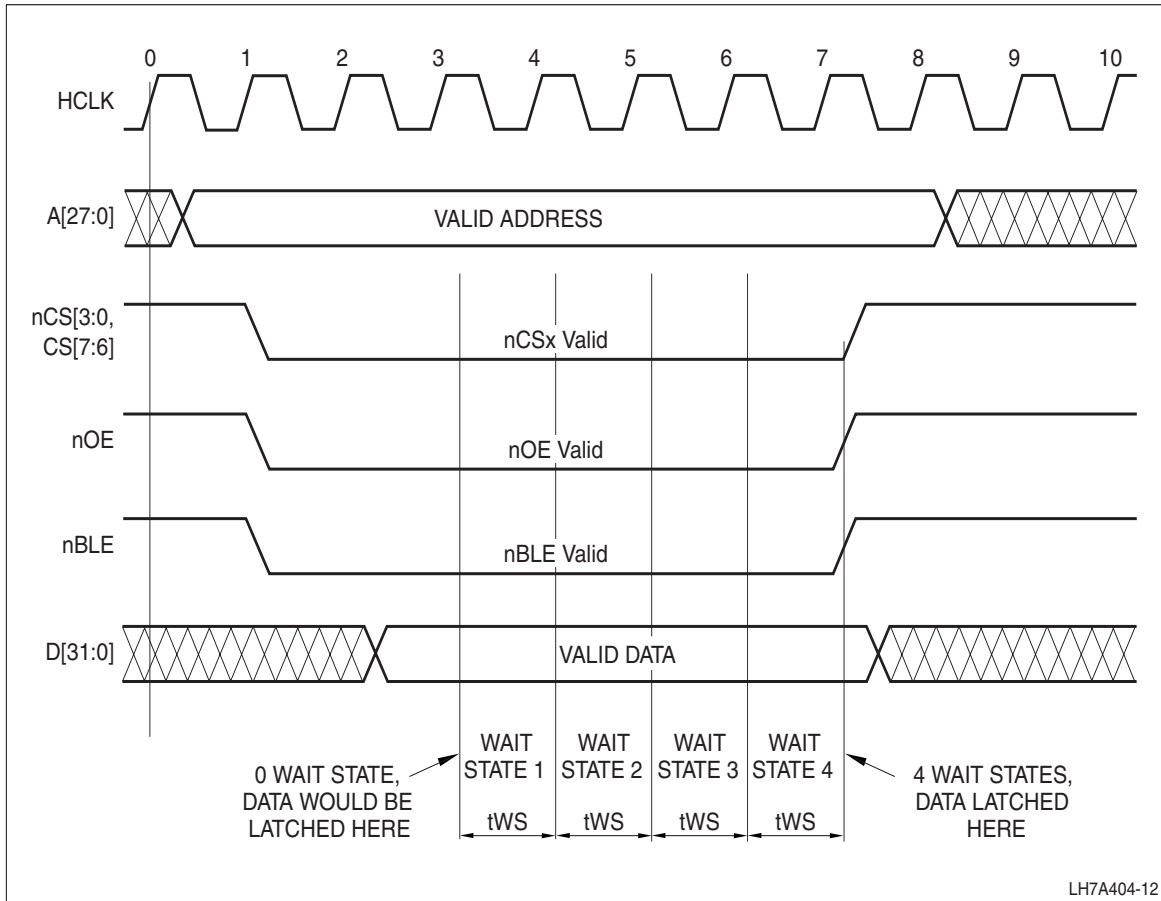 0 1 2 3 4 5 6 7 8 9 10
HCLK
A[27:0]
VALID ADDRESS
nCS[3:0,
CS[7:6]
nCSx Valid
nOE
nOE Valid
nBLE
nBLE Valid
D[31:0]
VALID DATA
0 WAIT STATE,
DATA WOULD BE
LATCHED HERE
WAIT
STATE 1
tWS
WAIT
STATE 2
tWS
WAIT
STATE 3
tWS
WAIT
STATE 4
tWS
4 WAIT STATES,
DATA LATCHED
HERE
LH7A404-12